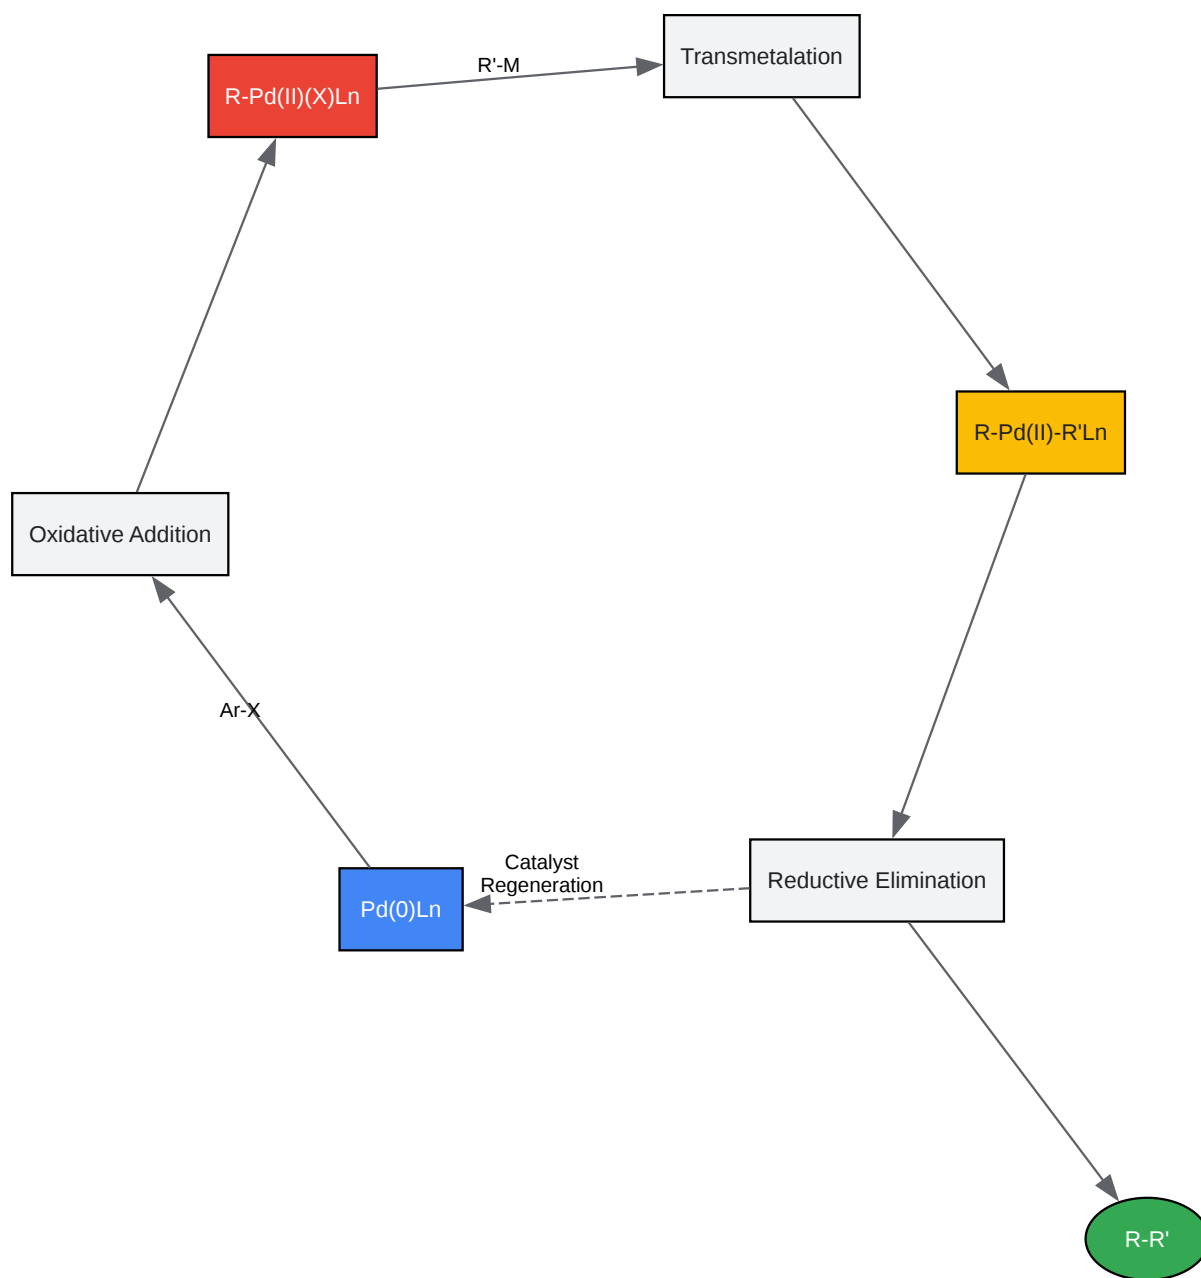 Transmetalation
R'-M
R-Pd(II)(X)Ln
R-Pd(II)-R'Ln
Oxidative Addition
Ar-X
Catalyst
Regeneration
Reductive Elimination
Pd(0)Ln
R-R'